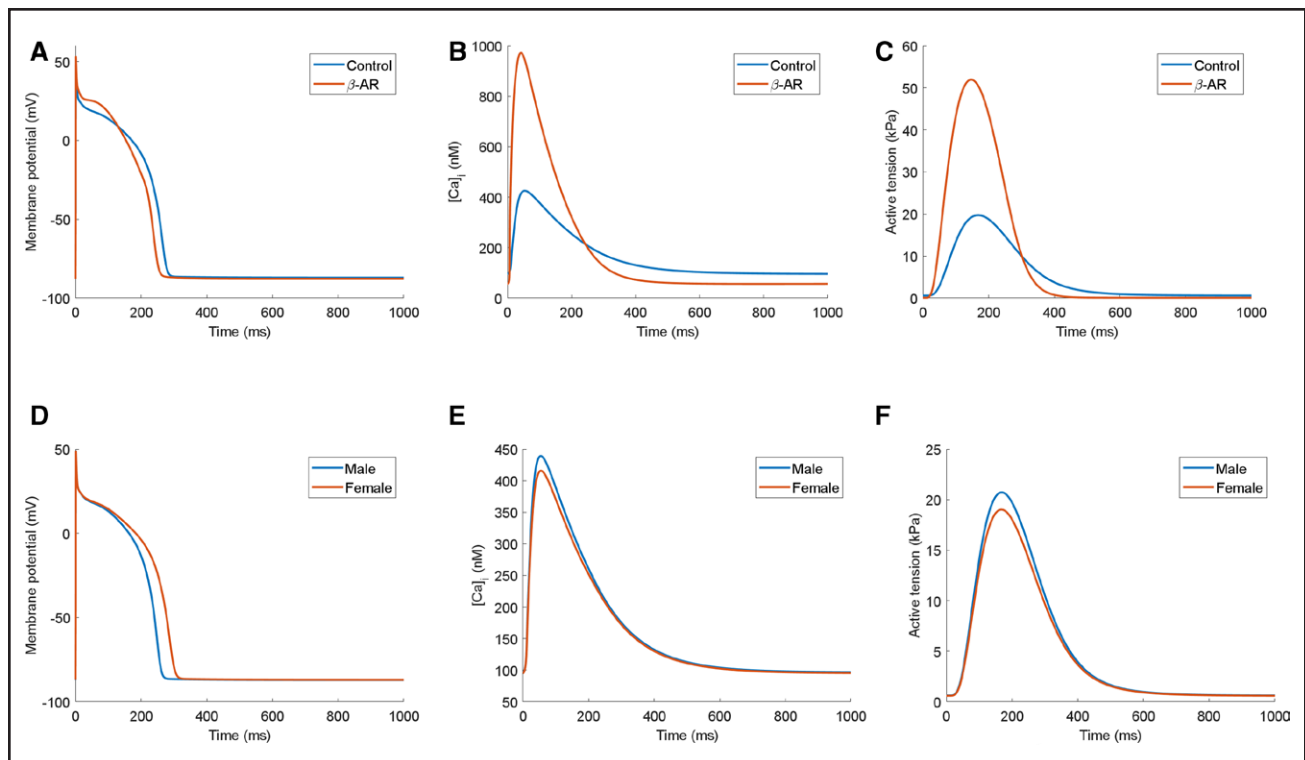 A
Membrane potential (mV)
50
0
-50
-100
0 200 400 600 800 1000
Time (ms)
Control
β-AR
B
[Ca]i (nM)
1000
800
600
400
200
0
0 200 400 600 800 1000
Time (ms)
Control
β-AR
C
Active tension (kPa)
60
50
40
30
20
10
0
0 200 400 600 800 1000
Time (ms)
Control
β-AR
D
Membrane potential (mV)
50
0
-50
-100
0 200 400 600 800 1000
Time (ms)
Male
Female
E
[Ca]i (nM)
450
400
350
300
250
200
150
100
50
0 200 400 600 800 1000
Time (ms)
Male
Female
F
Active tension (kPa)
25
20
15
10
5
0
0 200 400 600 800 1000
Time (ms)
Male
Female